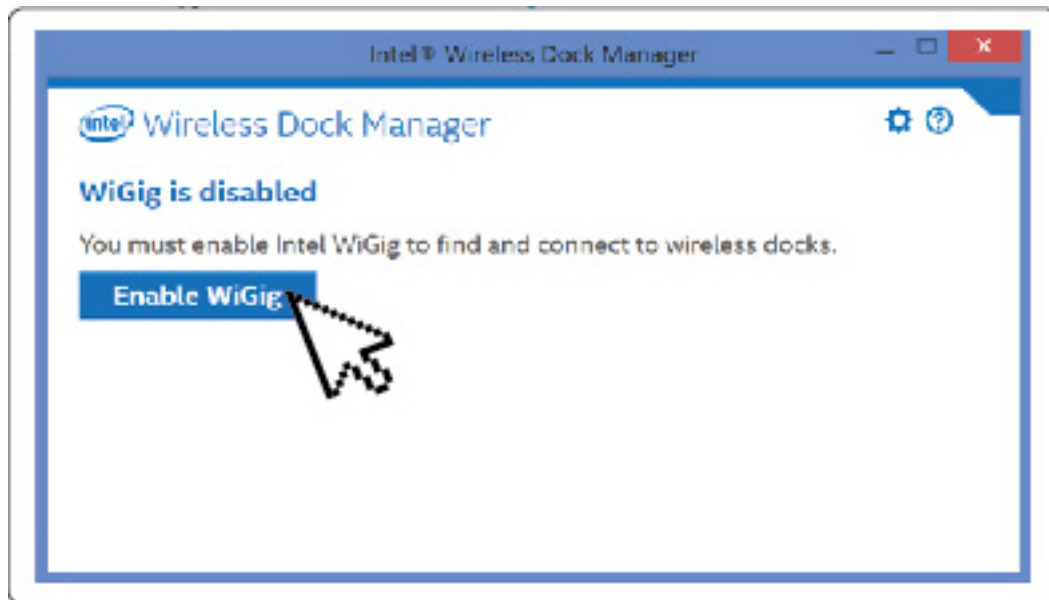 Intel® Wireless Dock Manager
intel Wireless Dock Manager
WiGig is disabled
You must enable Intel WiGig to find and connect to wireless docks.
Enable WiGig